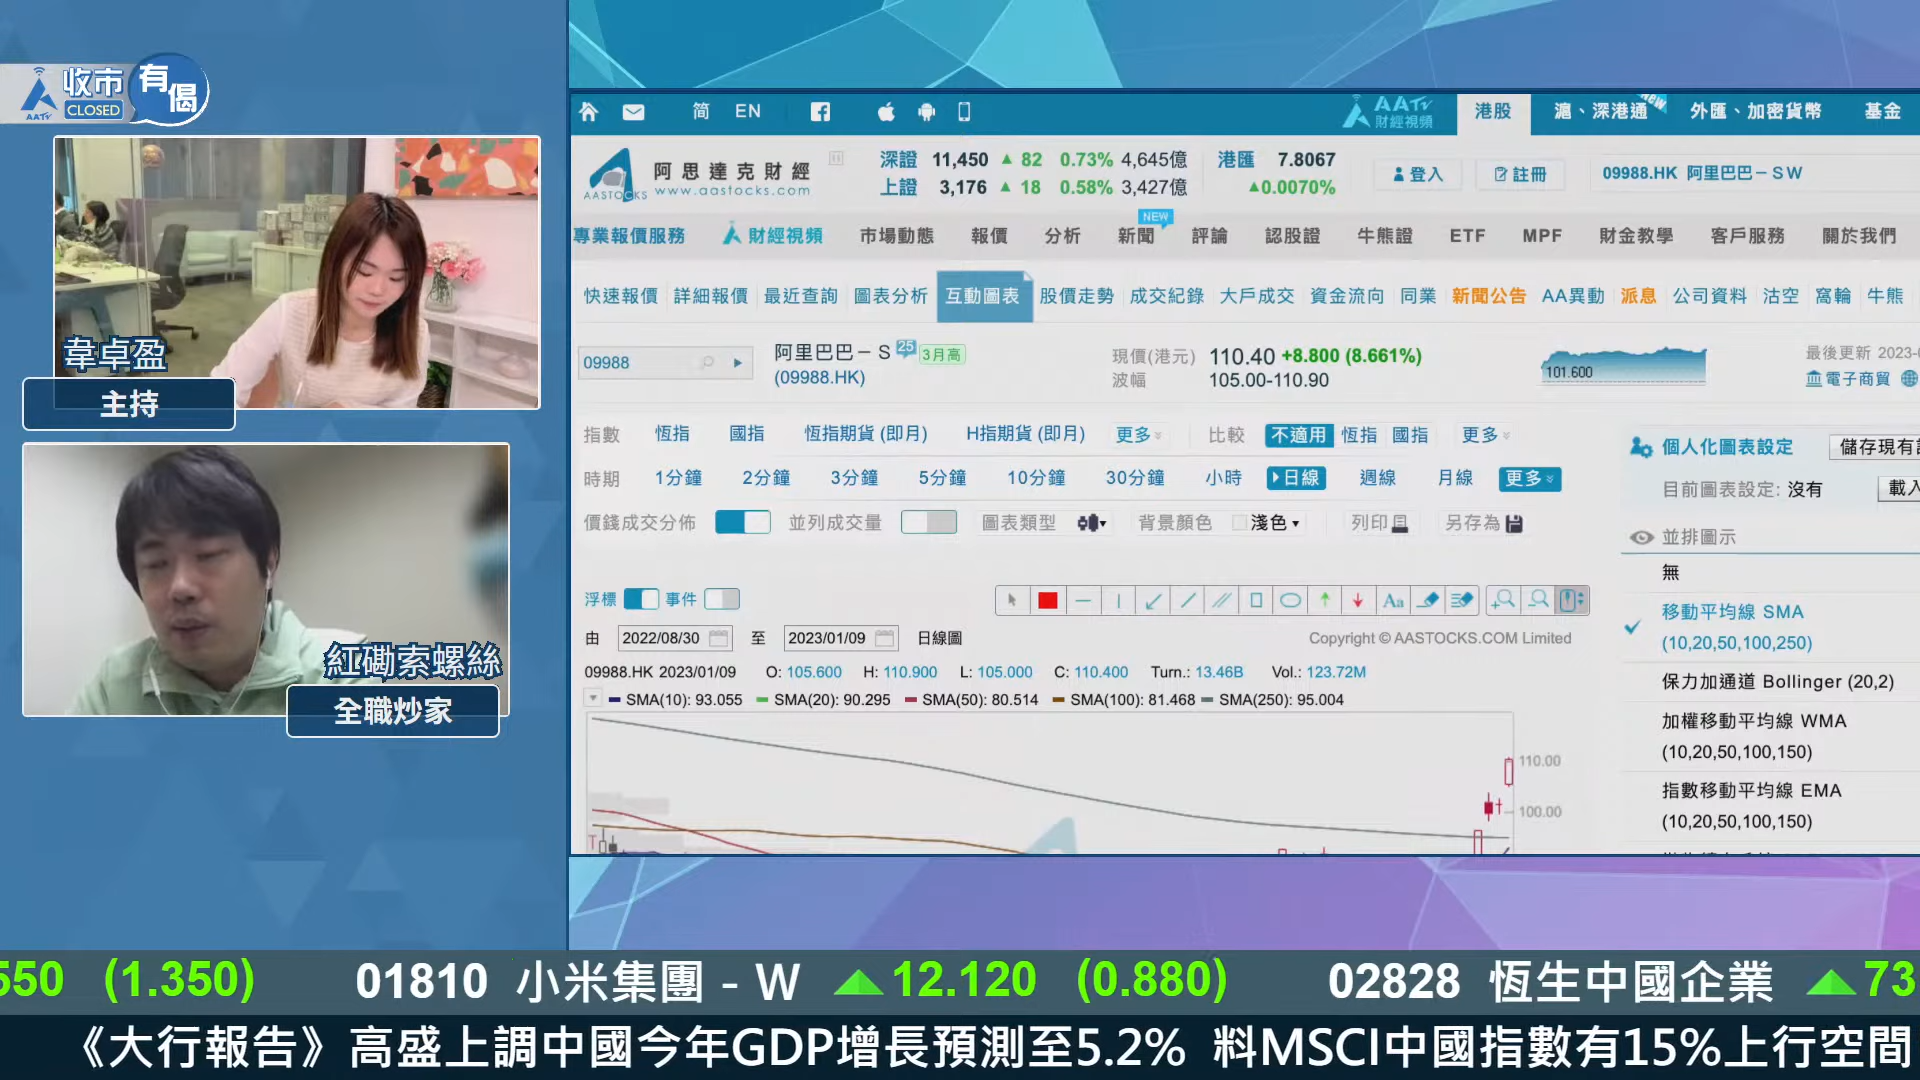 收市 有偈
CLOSED
AATV
韋卓盈
主持
紅磡索螺絲
全職炒家
简 EN
AATV 財經視頻
港股 滬、深港通 New 外匯、加密貨幣 基金
阿思達克財經
www.aastocks.com
AASTOCKS
深證 11,450 ▲ 82 0.73% 4,645億
上證 3,176 ▲ 18 0.58% 3,427億
港匯 7.8067
▲0.0070%
登入 註冊 09988.HK 阿里巴巴－SW
專業報價服務 財經視頻 市場動態 報價 分析 新聞 NEW 評論 認股證 牛熊證 ETF MPF 財金教學 客戶服務 關於我們
快速報價 詳細報價 最近查詢 圖表分析 互動圖表 股價走勢 成交紀錄 大戶成交 資金流向 同業 新聞公告 AA異動 派息 公司資料 沽空 窩輪 牛熊
09988
阿里巴巴－S 25 3月高
(09988.HK)
現價(港元) 110.40 +8.800 (8.661%)
波幅 105.00-110.90
101.600
最後更新 2023-0
電子商貿
指數 恆指 國指 恆指期貨 (即月) H指期貨 (即月) 更多 比較 不適用 恆指 國指 更多
時期 1分鐘 2分鐘 3分鐘 5分鐘 10分鐘 30分鐘 小時 日線 週線 月線 更多
價錢成交分佈 並列成交量 圖表類型 背景顏色 淺色 列印 另存為
浮標 事件
Aa
由 2022/08/30 至 2023/01/09 日線圖
Copyright © AASTOCKS.COM Limited
09988.HK 2023/01/09 O: 105.600 H: 110.900 L: 105.000 C: 110.400 Turn.: 13.46B Vol.: 123.72M
SMA(10): 93.055 SMA(20): 90.295 SMA(50): 80.514 SMA(100): 81.468 SMA(250): 95.004
110.00
100.00
個人化圖表設定 儲存現有
目前圖表設定: 沒有 載入
並排圖示
無
移動平均線 SMA
(10,20,50,100,250)
保力加通道 Bollinger (20,2)
加權移動平均線 WMA
(10,20,50,100,150)
指數移動平均線 EMA
(10,20,50,100,150)
550 (1.350) 01810 小米集團 - W ▲12.120 (0.880) 02828 恆生中國企業 ▲73
《大行報告》高盛上調中國今年GDP增長預測至5.2% 料MSCI中國指數有15%上行空間